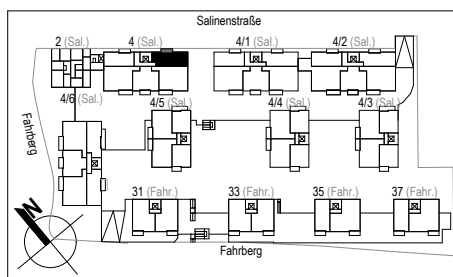 Salinenstraße
2 (Sal.) 4 (Sal.) 4/1 (Sal.) 4/2 (Sal.)
4/6 (Sal.) 4/5 (Sal.) 4/4 (Sal.) 4/3 (Sal.)
Fahrberg
31 (Fahr.) 33 (Fahr.) 35 (Fahr.) 37 (Fahr.)
N
Fahrberg